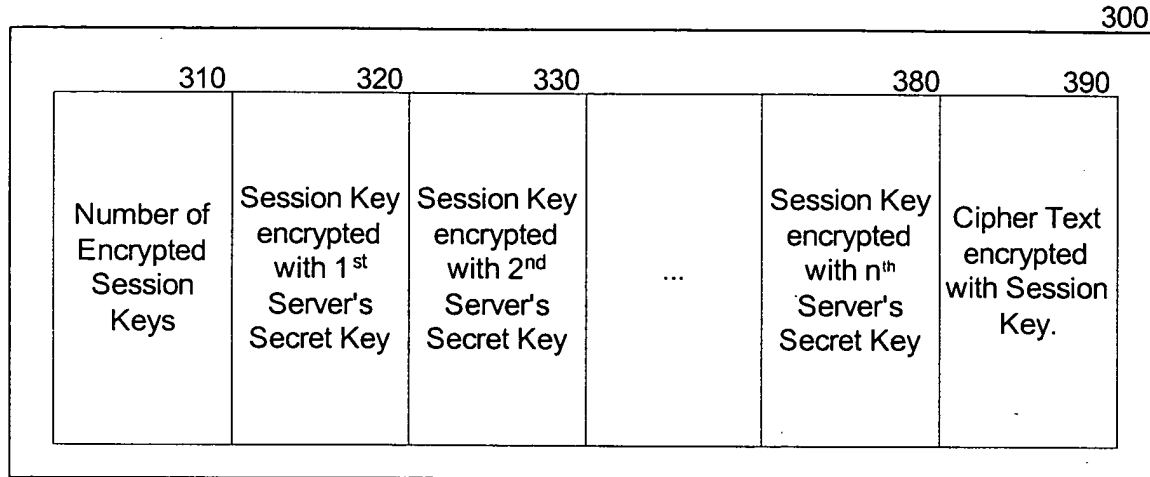 300
310
320
330
380
390
Number of
Encrypted
Session
Keys
Session Key
encrypted
with 1st
Server's
Secret Key
Session Key
encrypted
with 2nd
Server's
Secret Key
...
Session Key
encrypted
with nth
Server's
Secret Key
Cipher Text
encrypted
with Session
Key.